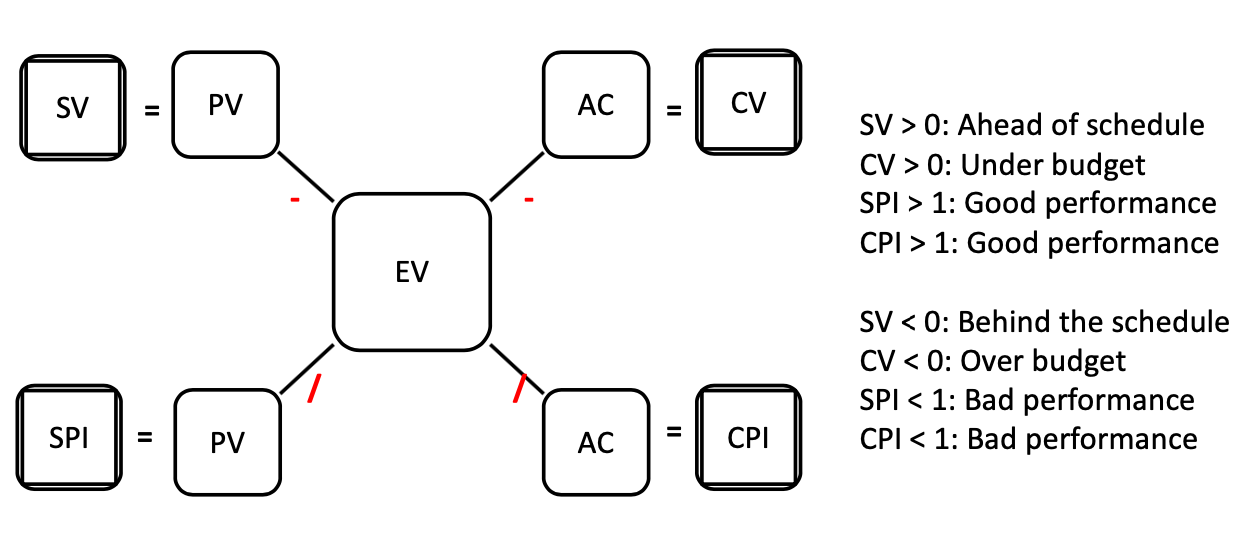 SV = PV
AC = CV
-
-
EV
/
/
SPI = PV
AC = CPI
SV > 0: Ahead of schedule
CV > 0: Under budget
SPI > 1: Good performance
CPI > 1: Good performance
SV < 0: Behind the schedule
CV < 0: Over budget
SPI < 1: Bad performance
CPI < 1: Bad performance